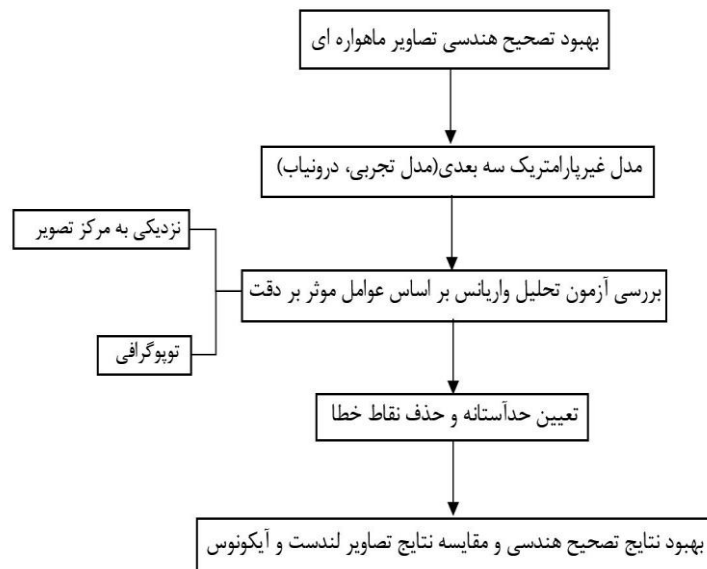 بهبود تصحیح هندسی تصاویر ماهواره ای
مدل غیرپارامتریک سه بعدی(مدل تجربی، درونیاب)
نزدیکی به مرکز تصویر
بررسی آزمون تحلیل واریانس بر اساس عوامل موثر بر دقت
توپوگرافی
تعیین حدآستانه و حذف نقاط خطا
بهبود نتایج تصحیح هندسی و مقایسه نتایج تصاویر لندست و آیکونوس